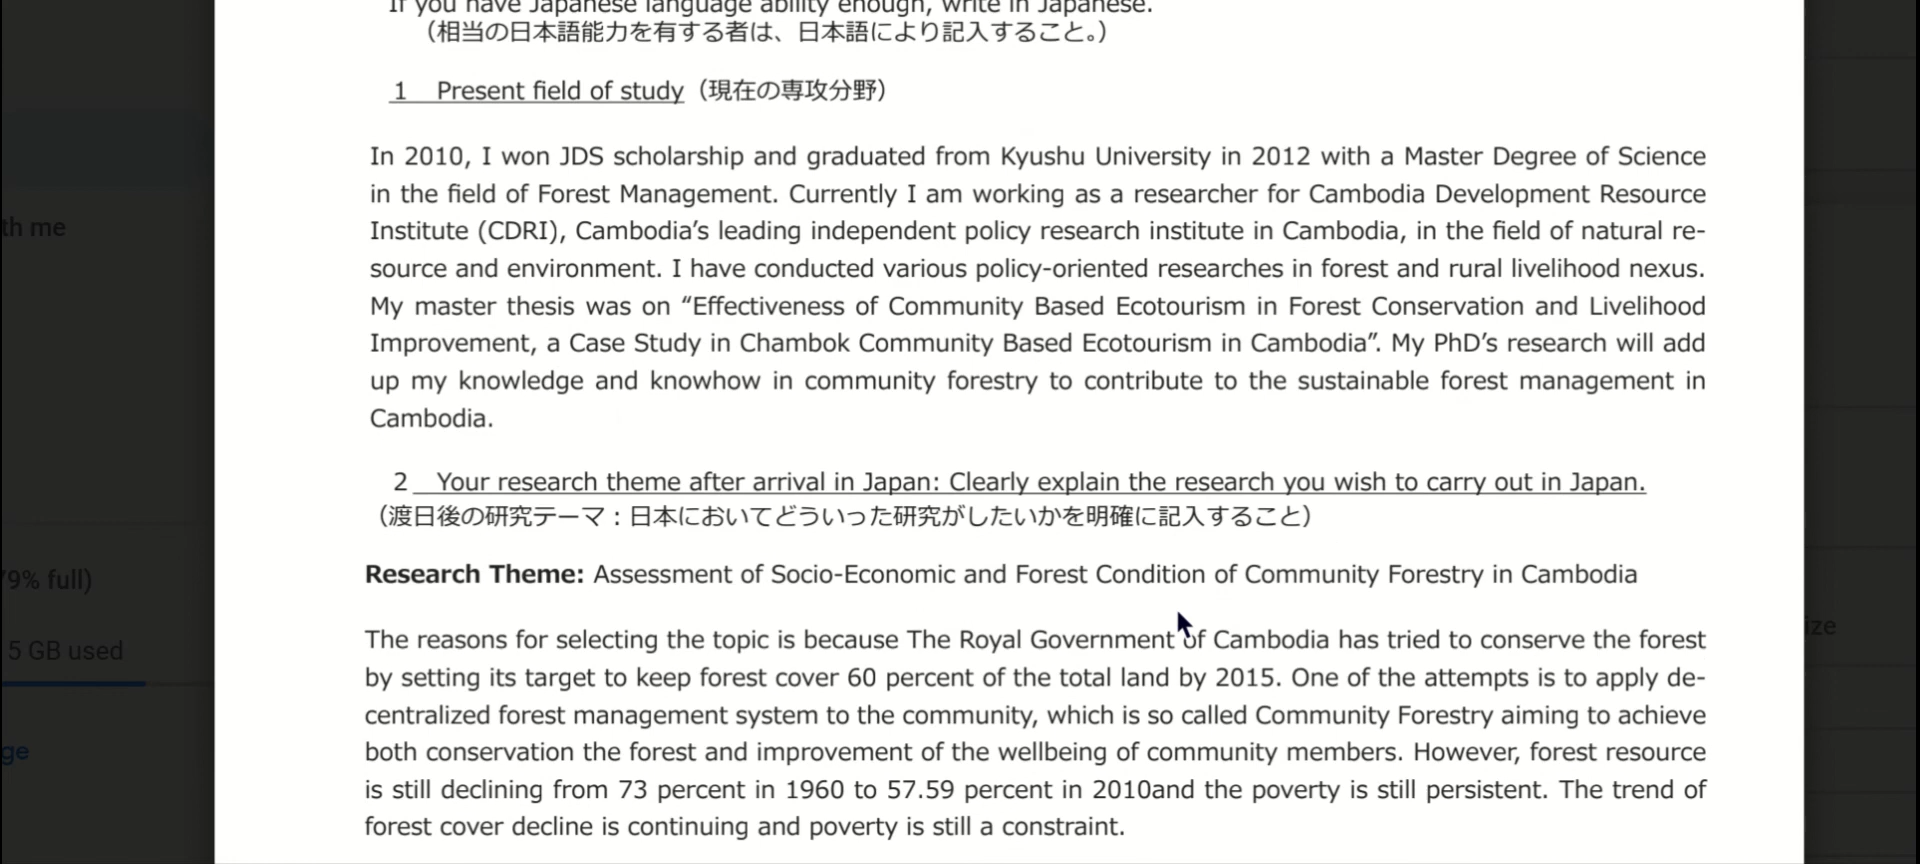 If you have Japanese language ability enough, write in Japanese.
（相当の日本語能力を有する者は、日本語により記入すること。）
1 Present field of study（現在の専攻分野）
In 2010, I won JDS scholarship and graduated from Kyushu University in 2012 with a Master Degree of Science
in the field of Forest Management. Currently I am working as a researcher for Cambodia Development Resource
Institute (CDRI), Cambodia’s leading independent policy research institute in Cambodia, in the field of natural re-
source and environment. I have conducted various policy-oriented researches in forest and rural livelihood nexus.
My master thesis was on “Effectiveness of Community Based Ecotourism in Forest Conservation and Livelihood
Improvement, a Case Study in Chambok Community Based Ecotourism in Cambodia”. My PhD’s research will add
up my knowledge and knowhow in community forestry to contribute to the sustainable forest management in
Cambodia.
2 Your research theme after arrival in Japan: Clearly explain the research you wish to carry out in Japan.
（渡日後の研究テーマ：日本においてどういった研究がしたいかを明確に記入すること）
Research Theme: Assessment of Socio-Economic and Forest Condition of Community Forestry in Cambodia
The reasons for selecting the topic is because The Royal Government of Cambodia has tried to conserve the forest
by setting its target to keep forest cover 60 percent of the total land by 2015. One of the attempts is to apply de-
centralized forest management system to the community, which is so called Community Forestry aiming to achieve
both conservation the forest and improvement of the wellbeing of community members. However, forest resource
is still declining from 73 percent in 1960 to 57.59 percent in 2010and the poverty is still persistent. The trend of
forest cover decline is continuing and poverty is still a constraint.
th me
9% full)
5 GB used
ge
ize